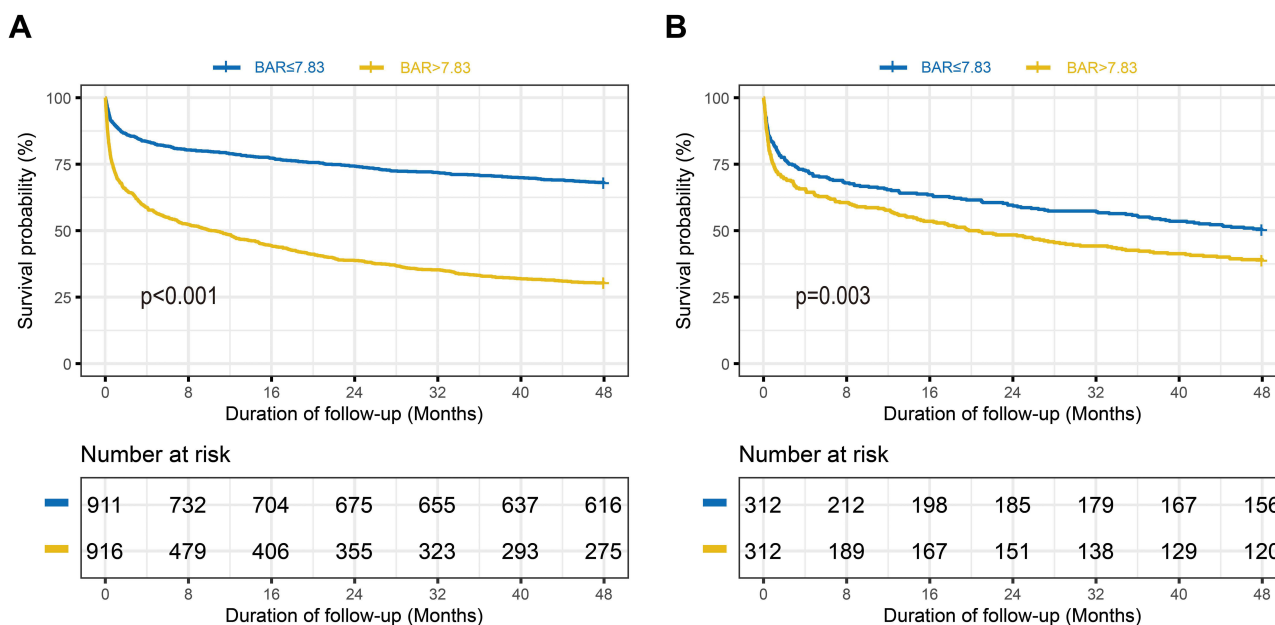 A
BAR≤7.83 BAR>7.83
Survival probability (%)
100
75
50
25
0
p<0.001
0 8 16 24 32 40 48
Duration of follow-up (Months)
Number at risk
911 732 704 675 655 637 616
916 479 406 355 323 293 275
0 8 16 24 32 40 48
Duration of follow-up (Months)
B
BAR≤7.83 BAR>7.83
Survival probability (%)
100
75
50
25
0
p=0.003
0 8 16 24 32 40 48
Duration of follow-up (Months)
Number at risk
312 212 198 185 179 167 156
312 189 167 151 138 129 120
0 8 16 24 32 40 48
Duration of follow-up (Months)